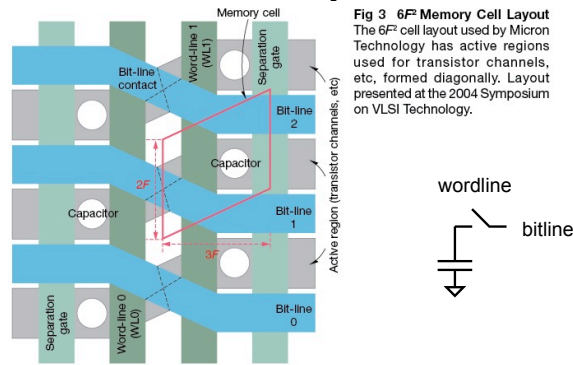 Memory cell
Word-line 1
(WL1)
Separation
gate
Bit-line
contact
Bit-line
2
Capacitor
2F
Capacitor
Bit-line
1
3F
Bit-line
0
Separation
gate
Word-line 0
(WL0)
Active region (transistor channels, etc)
Fig 3 6F² Memory Cell Layout
The 6F² cell layout used by Micron
Technology has active regions
used for transistor channels,
etc, formed diagonally. Layout
presented at the 2004 Symposium
on VLSI Technology.
wordline
bitline